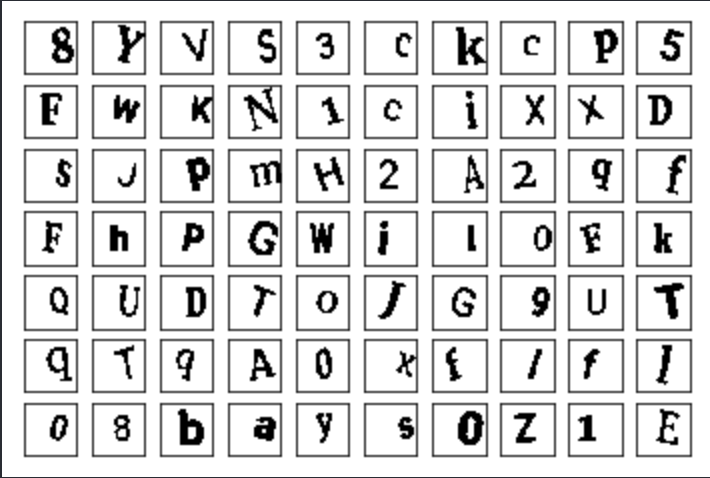 8 Y V S 3 c k c P 5
F W K N 1 c i X X D
s J p m H 2 A 2 q f
F h P G W i l 0 F k
Q U D T o J G 9 U T
q T q A 0 x f l f I
0 8 b a y s 0 Z 1 E